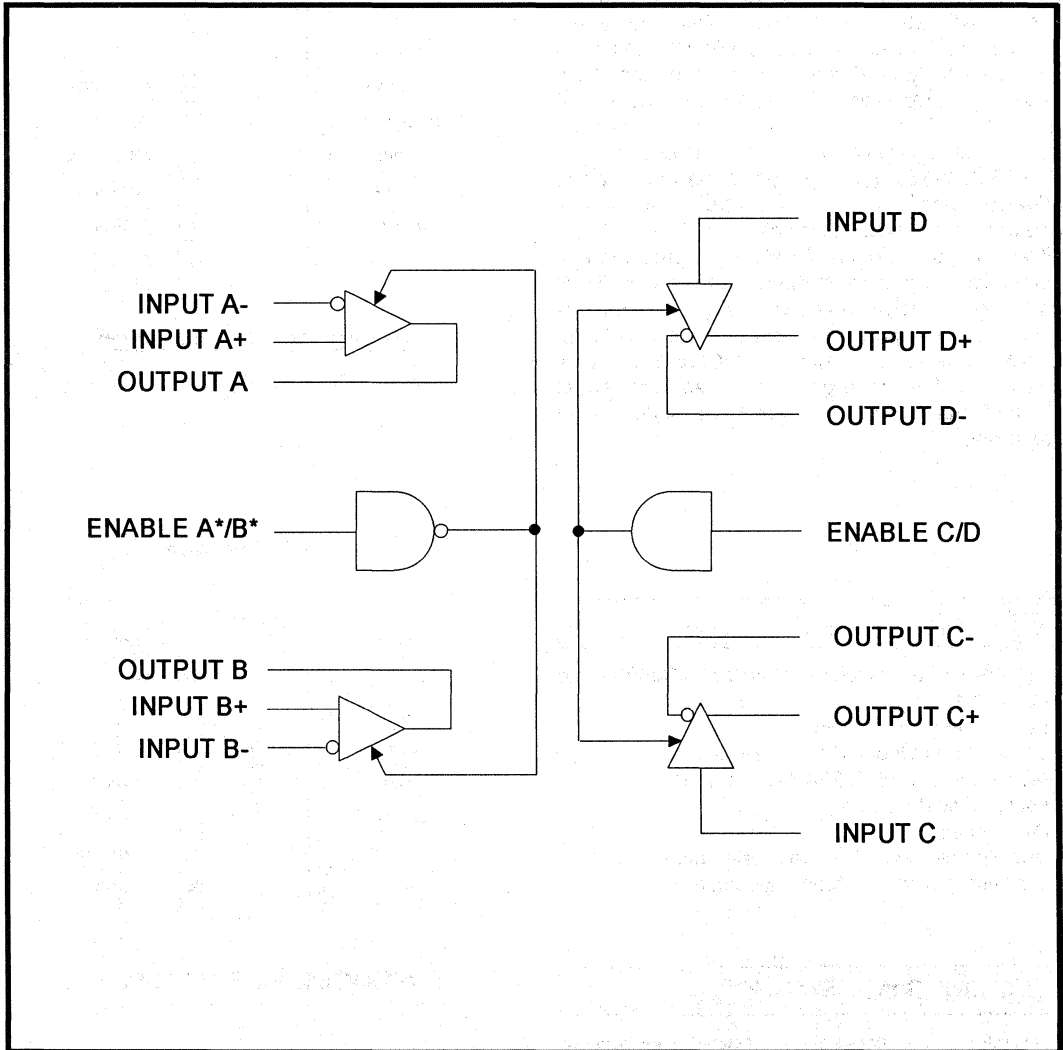 INPUT A-
INPUT A+
OUTPUT A
ENABLE A*/B*
OUTPUT B
INPUT B+
INPUT B-
INPUT D
OUTPUT D+
OUTPUT D-
ENABLE C/D
OUTPUT C-
OUTPUT C+
INPUT C